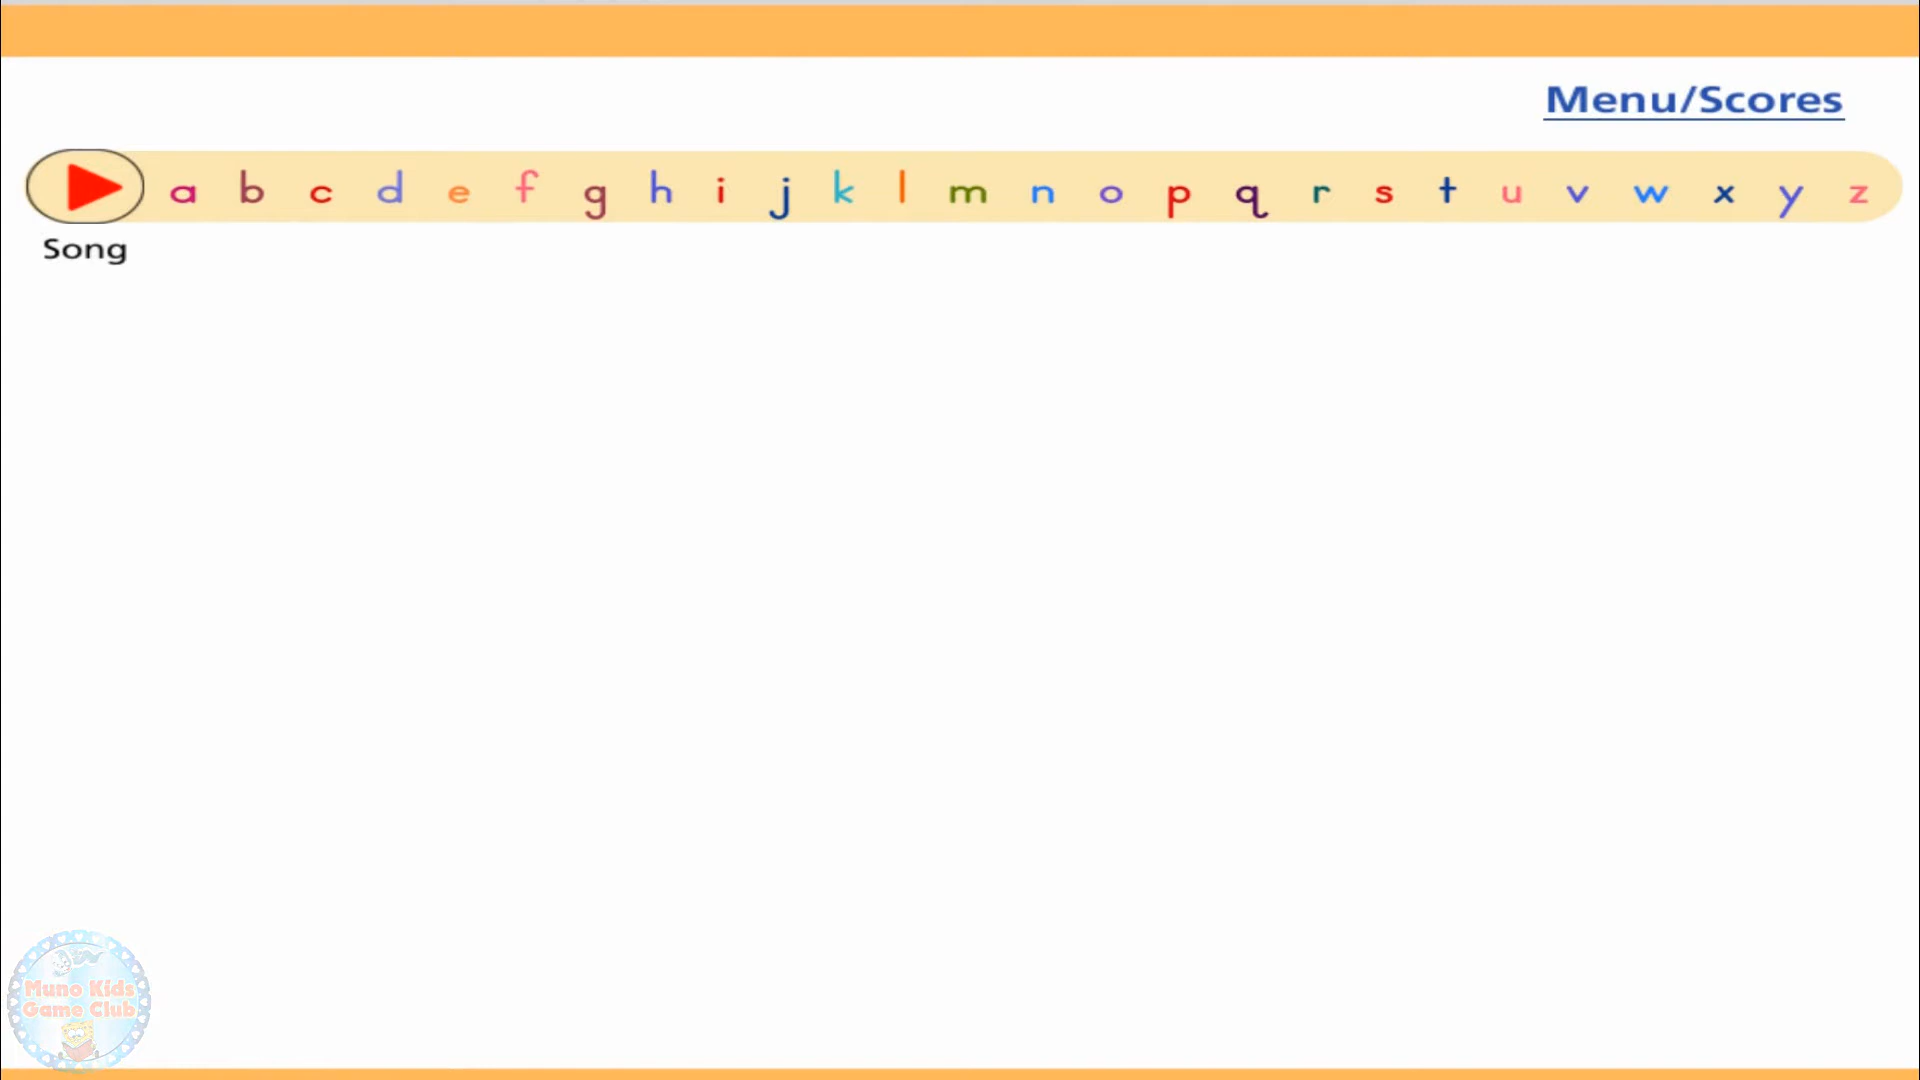 Menu/Scores
a b c d e f g h i j k l m n o p q r s t u v w x y z
Song
Muno Kids
Game Club